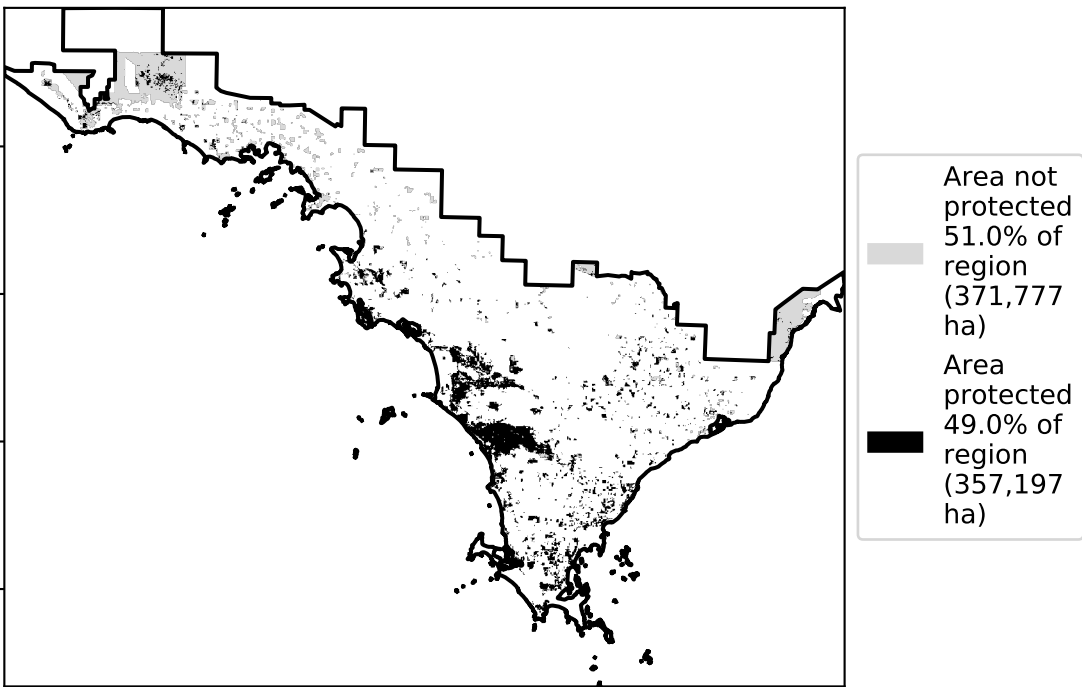 Area not
protected
51.0% of
region
(371,777
ha)
Area
protected
49.0% of
region
(357,197
ha)